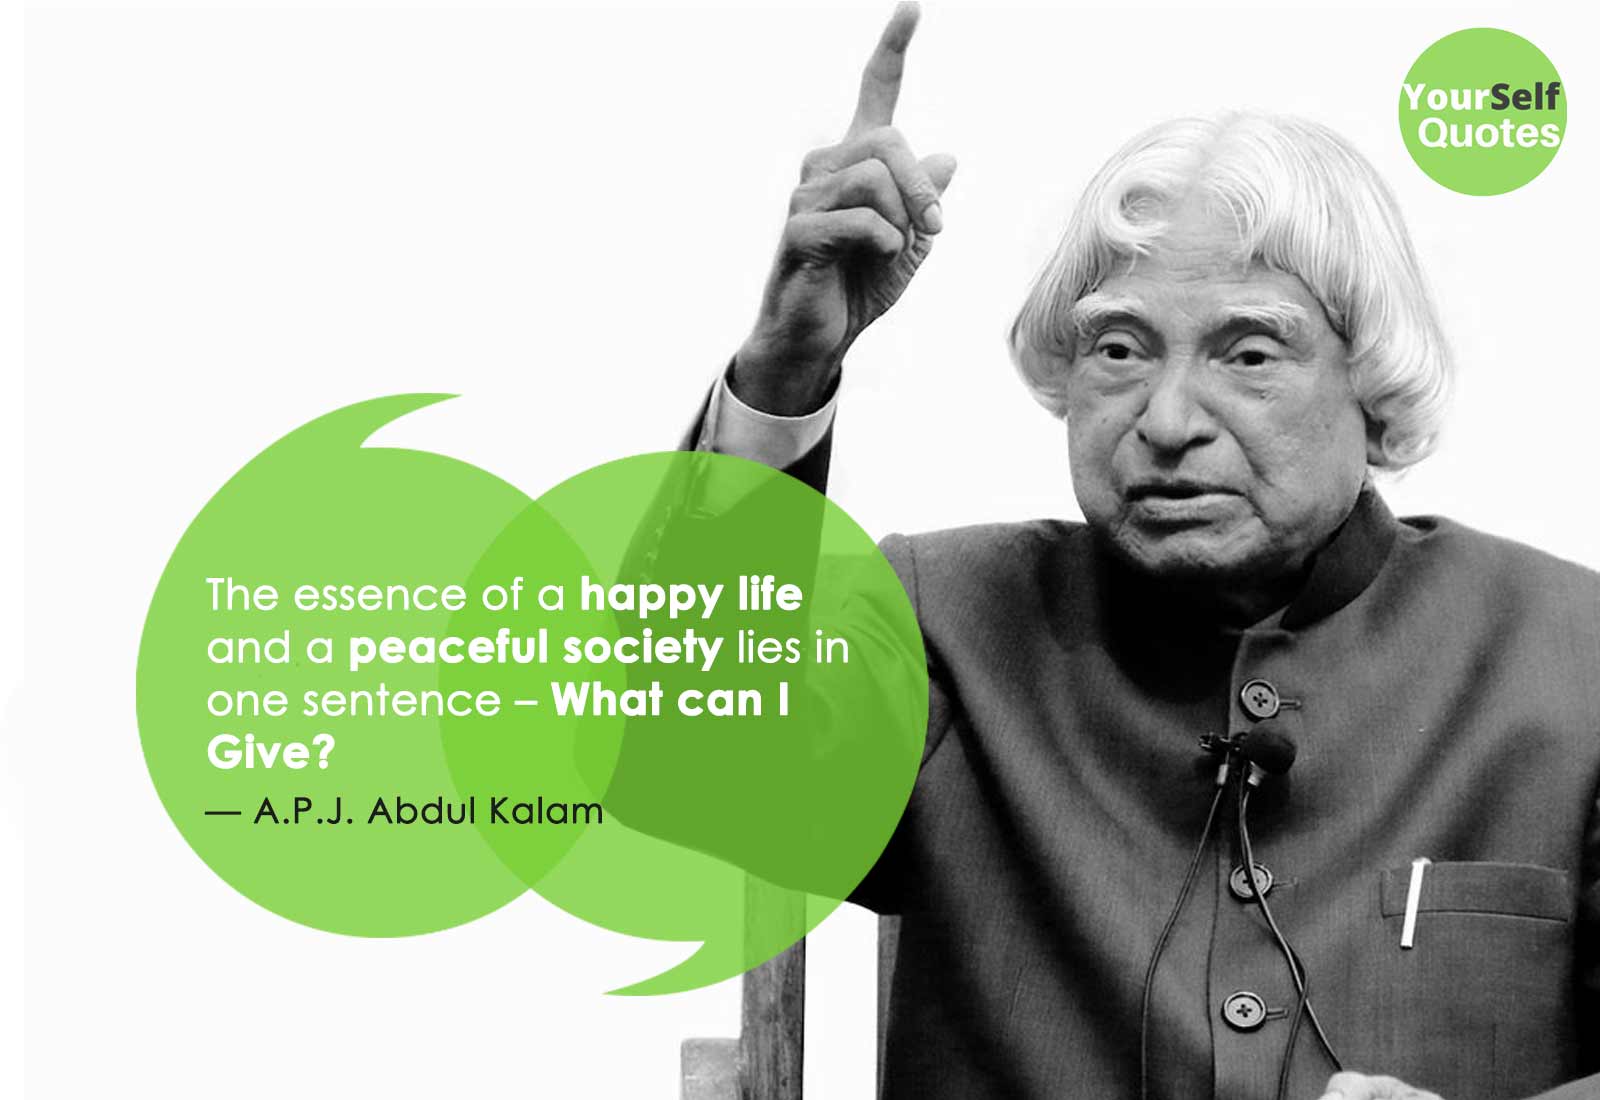 YourSelf
Quotes
The essence of a happy life
and a peaceful society lies in
one sentence – What can I
Give?
— A.P.J. Abdul Kalam